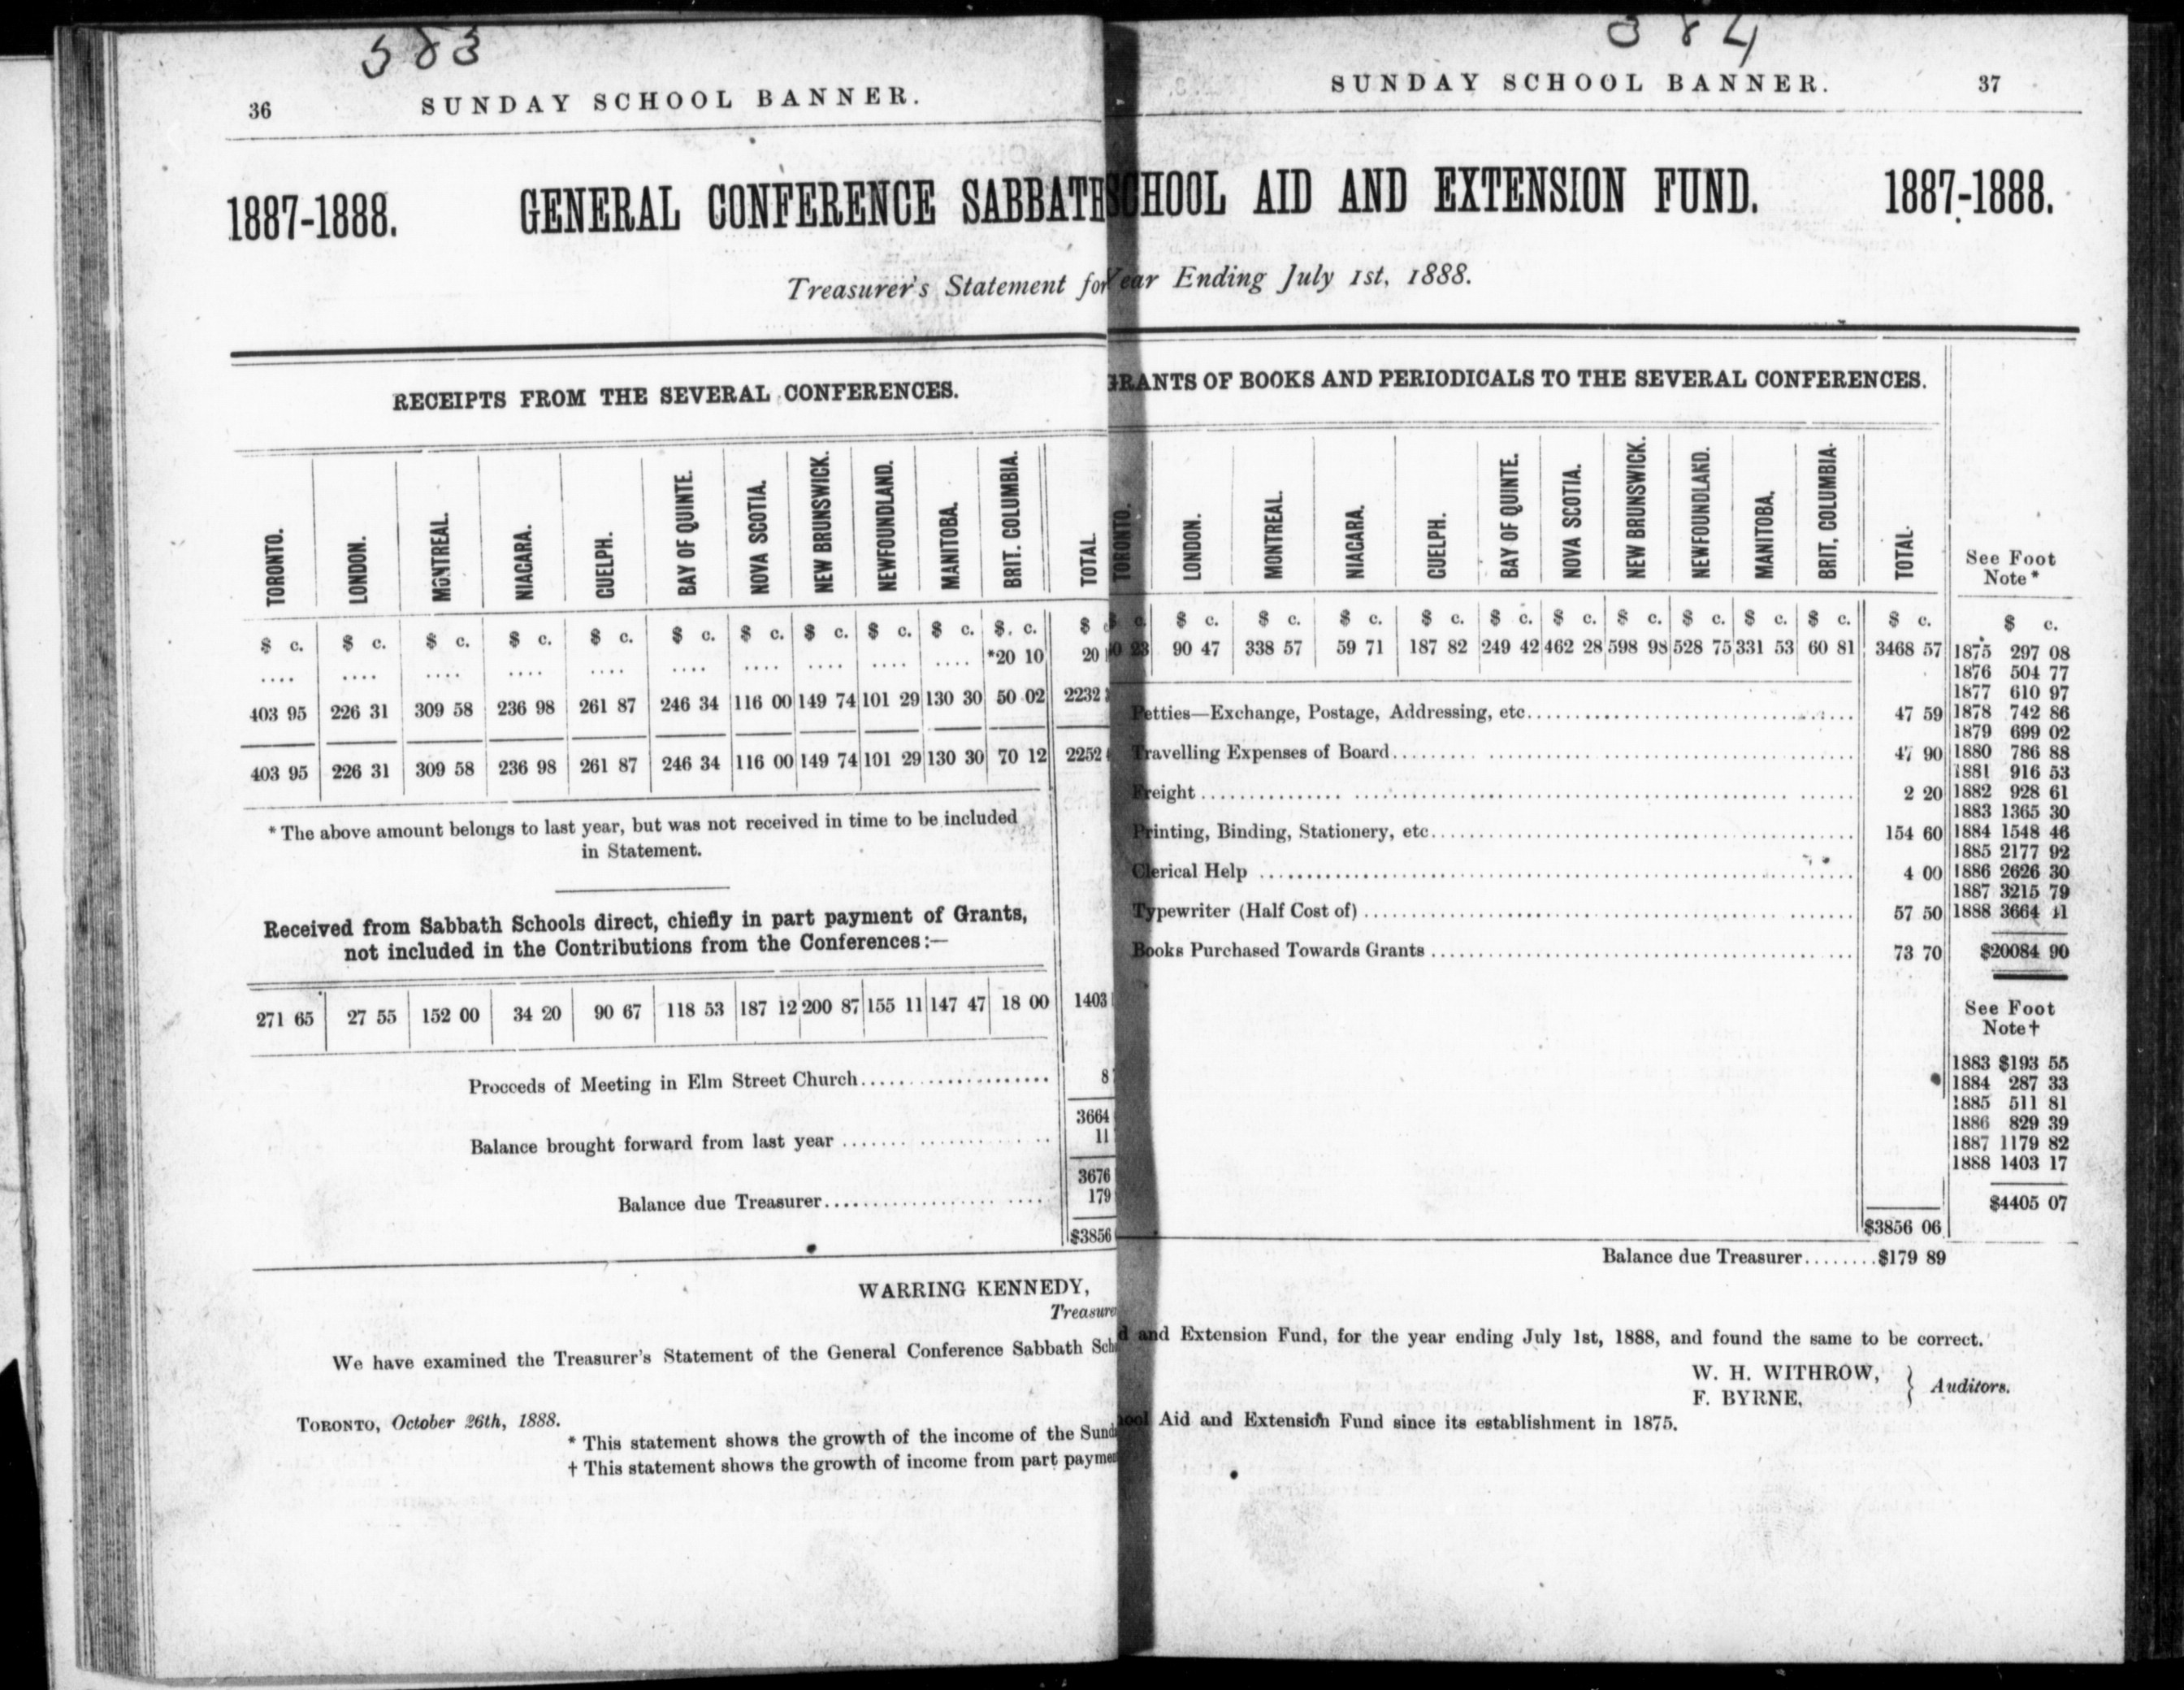 583
36 SUNDAY SCHOOL BANNER.
1887-1888. GENERAL CONFERENCE SABBATH
Treasurer's Statement for
RECEIPTS FROM THE SEVERAL CONFERENCES.
TORONTO. LONDON. MONTREAL. NIAGARA. GUELPH. BAY OF QUINTE. NOVA SCOTIA. NEW BRUNSWICK. NEWFOUNDLAND. MANITOBA. BRIT. COLUMBIA. TOTAL
$ c. $ c. $ c. $ c. $ c. $ c. $ c. $ c. $ c. $ c. $. c. $
.... .... .... .... .... .... .... .... .... .... *20 10 20
403 95 226 31 309 58 236 98 261 87 246 34 116 00 149 74 101 29 130 30 50 02 2232
403 95 226 31 309 58 236 98 261 87 246 34 116 00 149 74 101 29 130 30 70 12 2252
* The above amount belongs to last year, but was not received in time to be included
in Statement.
Received from Sabbath Schools direct, chiefly in part payment of Grants,
not included in the Contributions from the Conferences:—
271 65 27 55 152 00 34 20 90 67 118 53 187 12 200 87 155 11 147 47 18 00 1403
Proceeds of Meeting in Elm Street Church.................... 8
3664
Balance brought forward from last year .................... 11
3676
Balance due Treasurer.................... 179
$3856
WARRING KENNEDY,
Treasure
We have examined the Treasurer's Statement of the General Conference Sabbath Sch
TORONTO, October 26th, 1888.
* This statement shows the growth of the income of the Sund
† This statement shows the growth of income from part payme
384
SUNDAY SCHOOL BANNER. 37
SCHOOL AID AND EXTENSION FUND. 1887-1888.
Year Ending July 1st, 1888.
GRANTS OF BOOKS AND PERIODICALS TO THE SEVERAL CONFERENCES.
TORONTO. LONDON. MONTREAL. NIAGARA. GUELPH. BAY OF QUINTE. NOVA SCOTIA. NEW BRUNSWICK. NEWFOUNDLAND. MANITOBA. BRIT. COLUMBIA. TOTAL.
c. $ c. $ c. $ c. $ c. $ c. $ c. $ c. $ c. $ c. $ c. $ c.
0 23 90 47 338 57 59 71 187 82 249 42 462 28 598 98 528 75 331 53 60 81 3468 57
Petties—Exchange, Postage, Addressing, etc.................... 47 59
Travelling Expenses of Board.................... 47 90
Freight.................... 2 20
Printing, Binding, Stationery, etc.................... 154 60
Clerical Help .................... 4 00
Typewriter (Half Cost of).................... 57 50
Books Purchased Towards Grants.................... 73 70
$3856 06
Balance due Treasurer........$179 89
See Foot
Note*
$ c.
1875 297 08
1876 504 77
1877 610 97
1878 742 86
1879 699 02
1880 786 88
1881 916 53
1882 928 61
1883 1365 30
1884 1548 46
1885 2177 92
1886 2626 30
1887 3215 79
1888 3664 11
$20084 90
See Foot
Note†
1883 $193 55
1884 287 33
1885 511 81
1886 829 39
1887 1179 82
1888 1403 17
$4405 07
d and Extension Fund, for the year ending July 1st, 1888, and found the same to be correct.
W. H. WITHROW,
F. BYRNE,
} Auditors.
ool Aid and Extension Fund since its establishment in 1875.